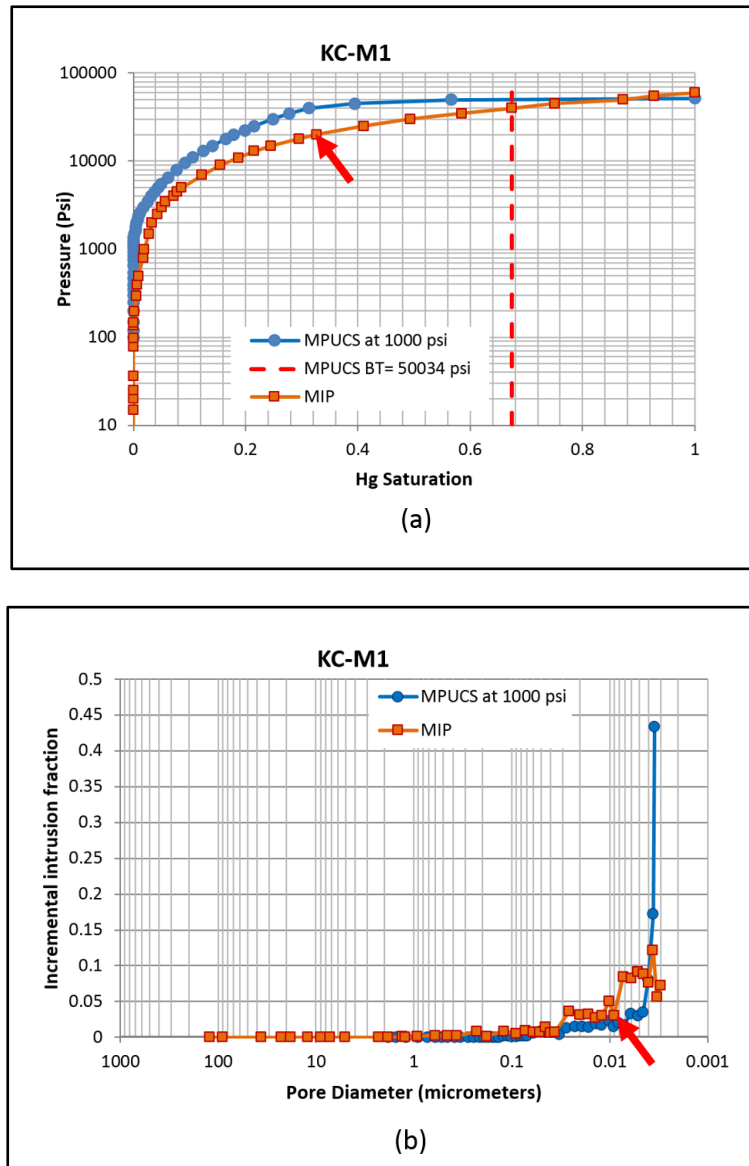 KC-M1
100000
10000
1000
100
10
Pressure (Psi)
MPUCS at 1000 psi
MPUCS BT= 50034 psi
MIP
0 0.2 0.4 0.6 0.8 1
Hg Saturation
(a)
KC-M1
0.5
0.45
0.4
0.35
0.3
0.25
0.2
0.15
0.1
0.05
0
Incremental intrusion fraction
MPUCS at 1000 psi
MIP
1000 100 10 1 0.1 0.01 0.001
Pore Diameter (micrometers)
(b)